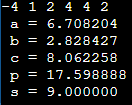 -4 1 2 4 4 2
a = 6.708204
b = 2.828427
c = 8.062258
p = 17.598888
s = 9.000000